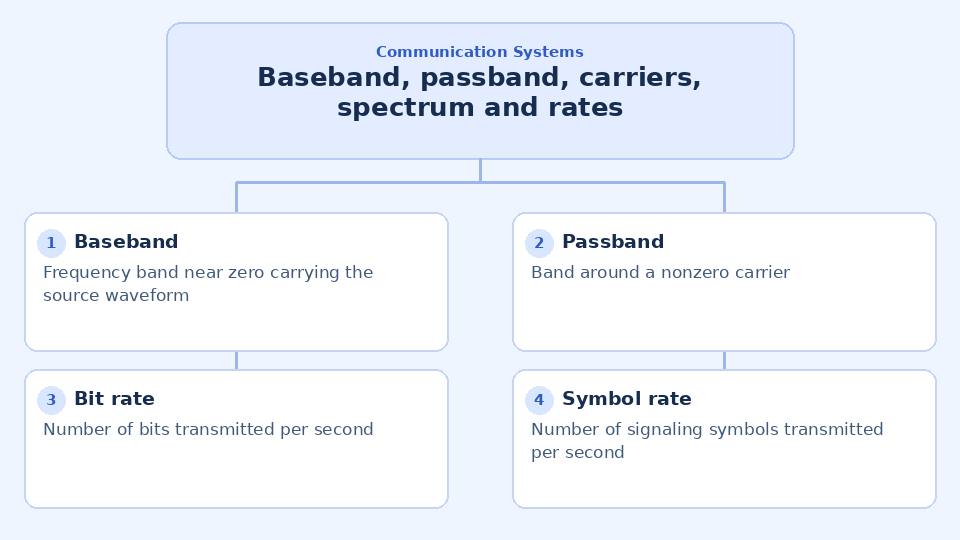 Communication Systems
Baseband, passband, carriers,
spectrum and rates
1 Baseband
Frequency band near zero carrying the
source waveform
2 Passband
Band around a nonzero carrier
3 Bit rate
Number of bits transmitted per second
4 Symbol rate
Number of signaling symbols transmitted
per second